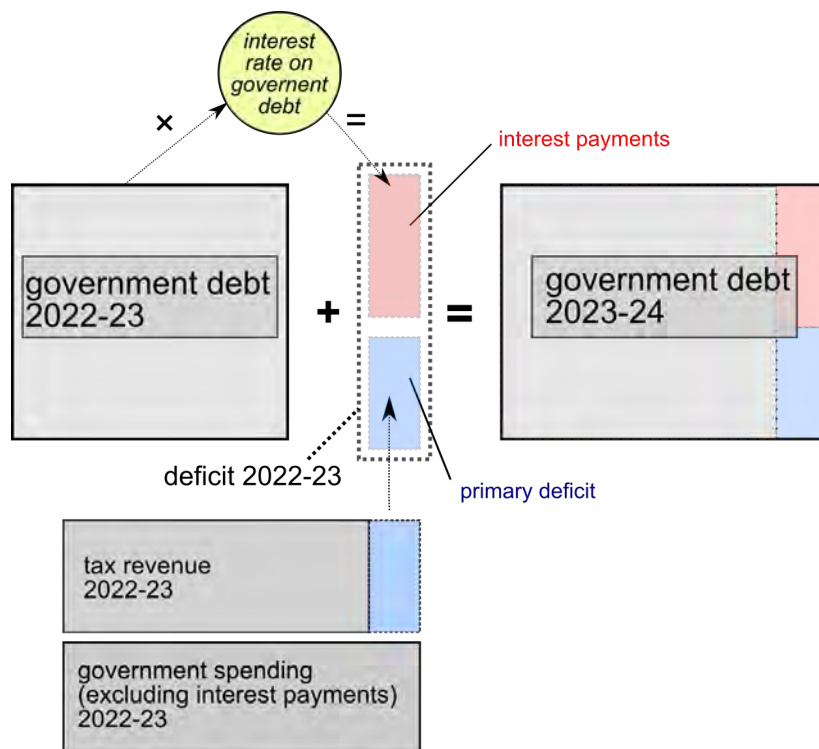 interest
rate on
governent
debt
×
=
interest payments
government debt
2022-23
+
=
government debt
2023-24
deficit 2022-23
primary deficit
tax revenue
2022-23
government spending
(excluding interest payments)
2022-23